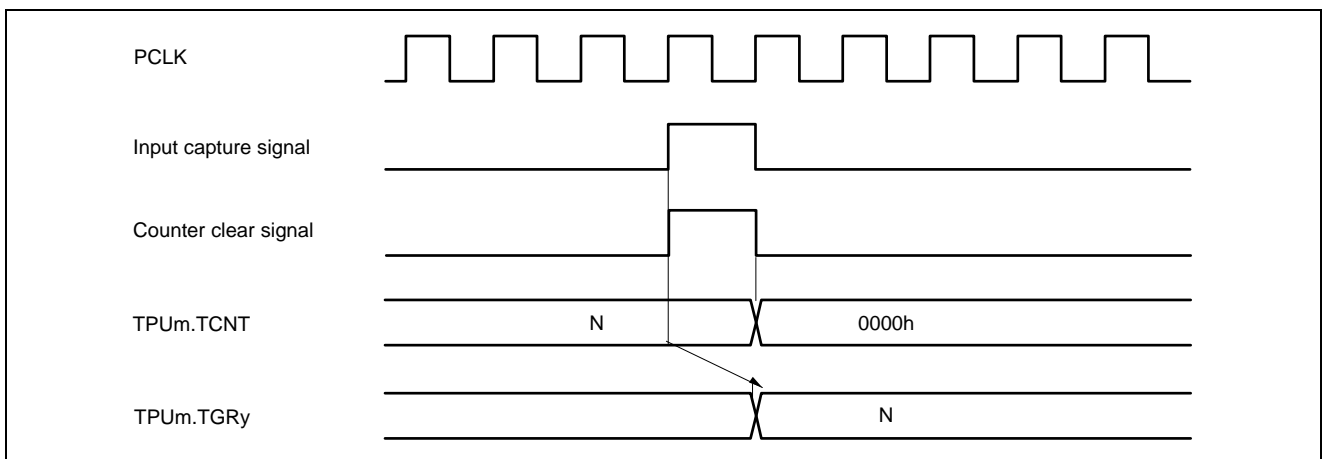 PCLK
Input capture signal
Counter clear signal
TPUm.TCNT
N
0000h
TPUm.TGRy
N